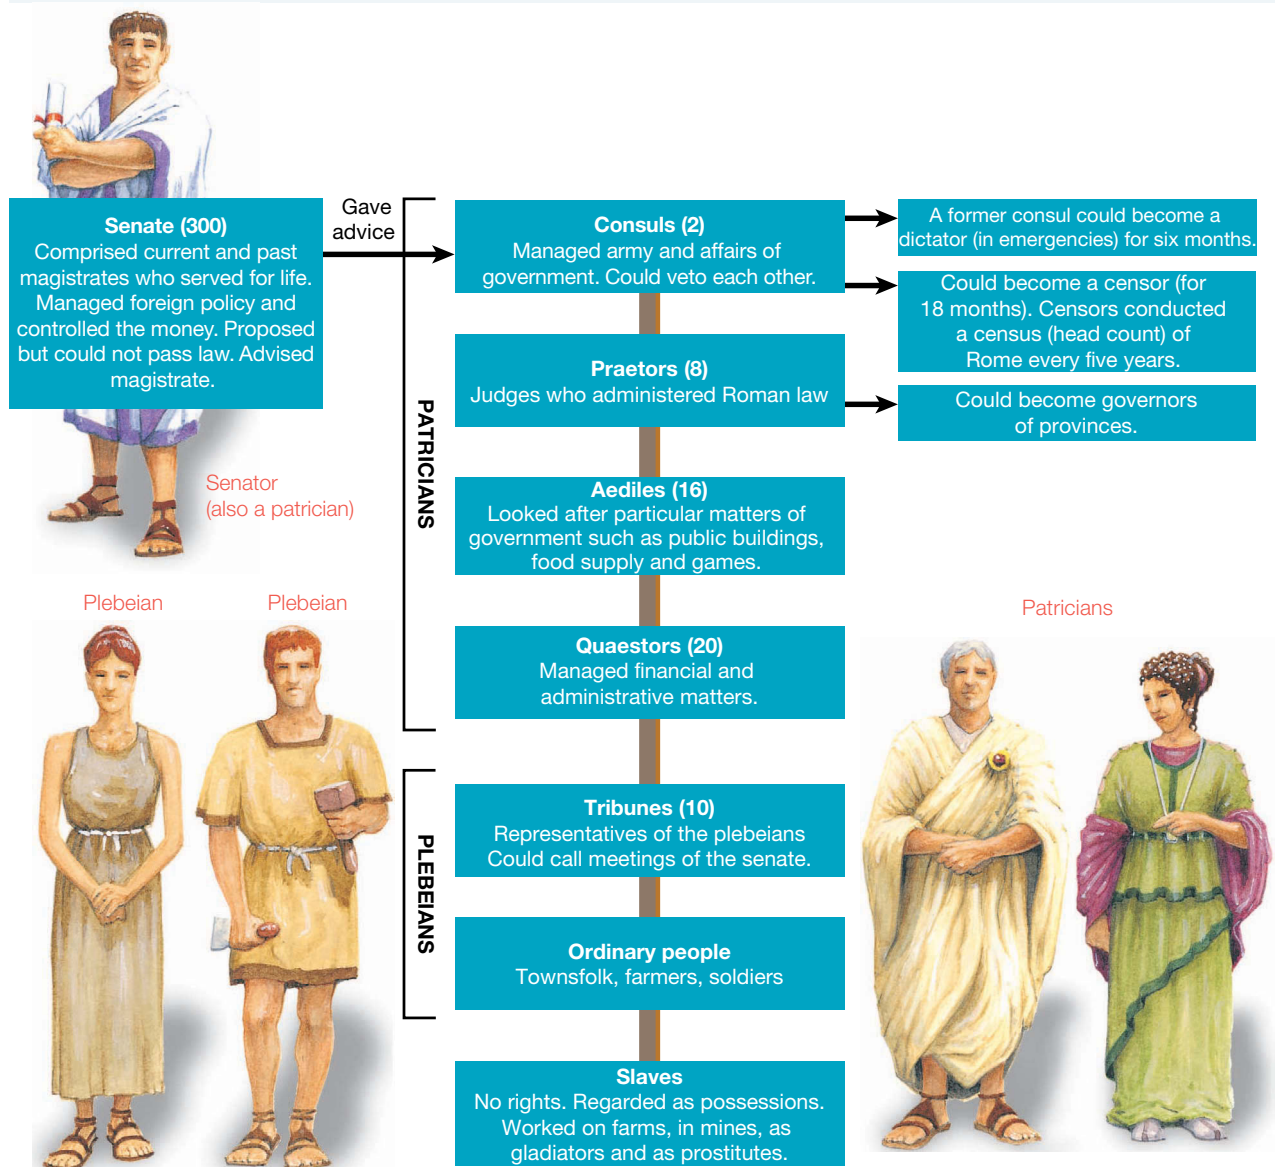 Senate (300)
Comprised current and past
magistrates who served for life.
Managed foreign policy and
controlled the money. Proposed
but could not pass law. Advised
magistrate.
Gave
advice
Senator
(also a patrician)
PATRICIANS
Consuls (2)
Managed army and affairs of
government. Could veto each other.
A former consul could become a
dictator (in emergencies) for six months.
Could become a censor (for
18 months). Censors conducted
a census (head count) of
Rome every five years.
Praetors (8)
Judges who administered Roman law
Could become governors
of provinces.
Aediles (16)
Looked after particular matters of
government such as public buildings,
food supply and games.
Quaestors (20)
Managed financial and
administrative matters.
Plebeian
Plebeian
Patricians
PLEBEIANS
Tribunes (10)
Representatives of the plebeians
Could call meetings of the senate.
Ordinary people
Townsfolk, farmers, soldiers
Slaves
No rights. Regarded as possessions.
Worked on farms, in mines, as
gladiators and as prostitutes.